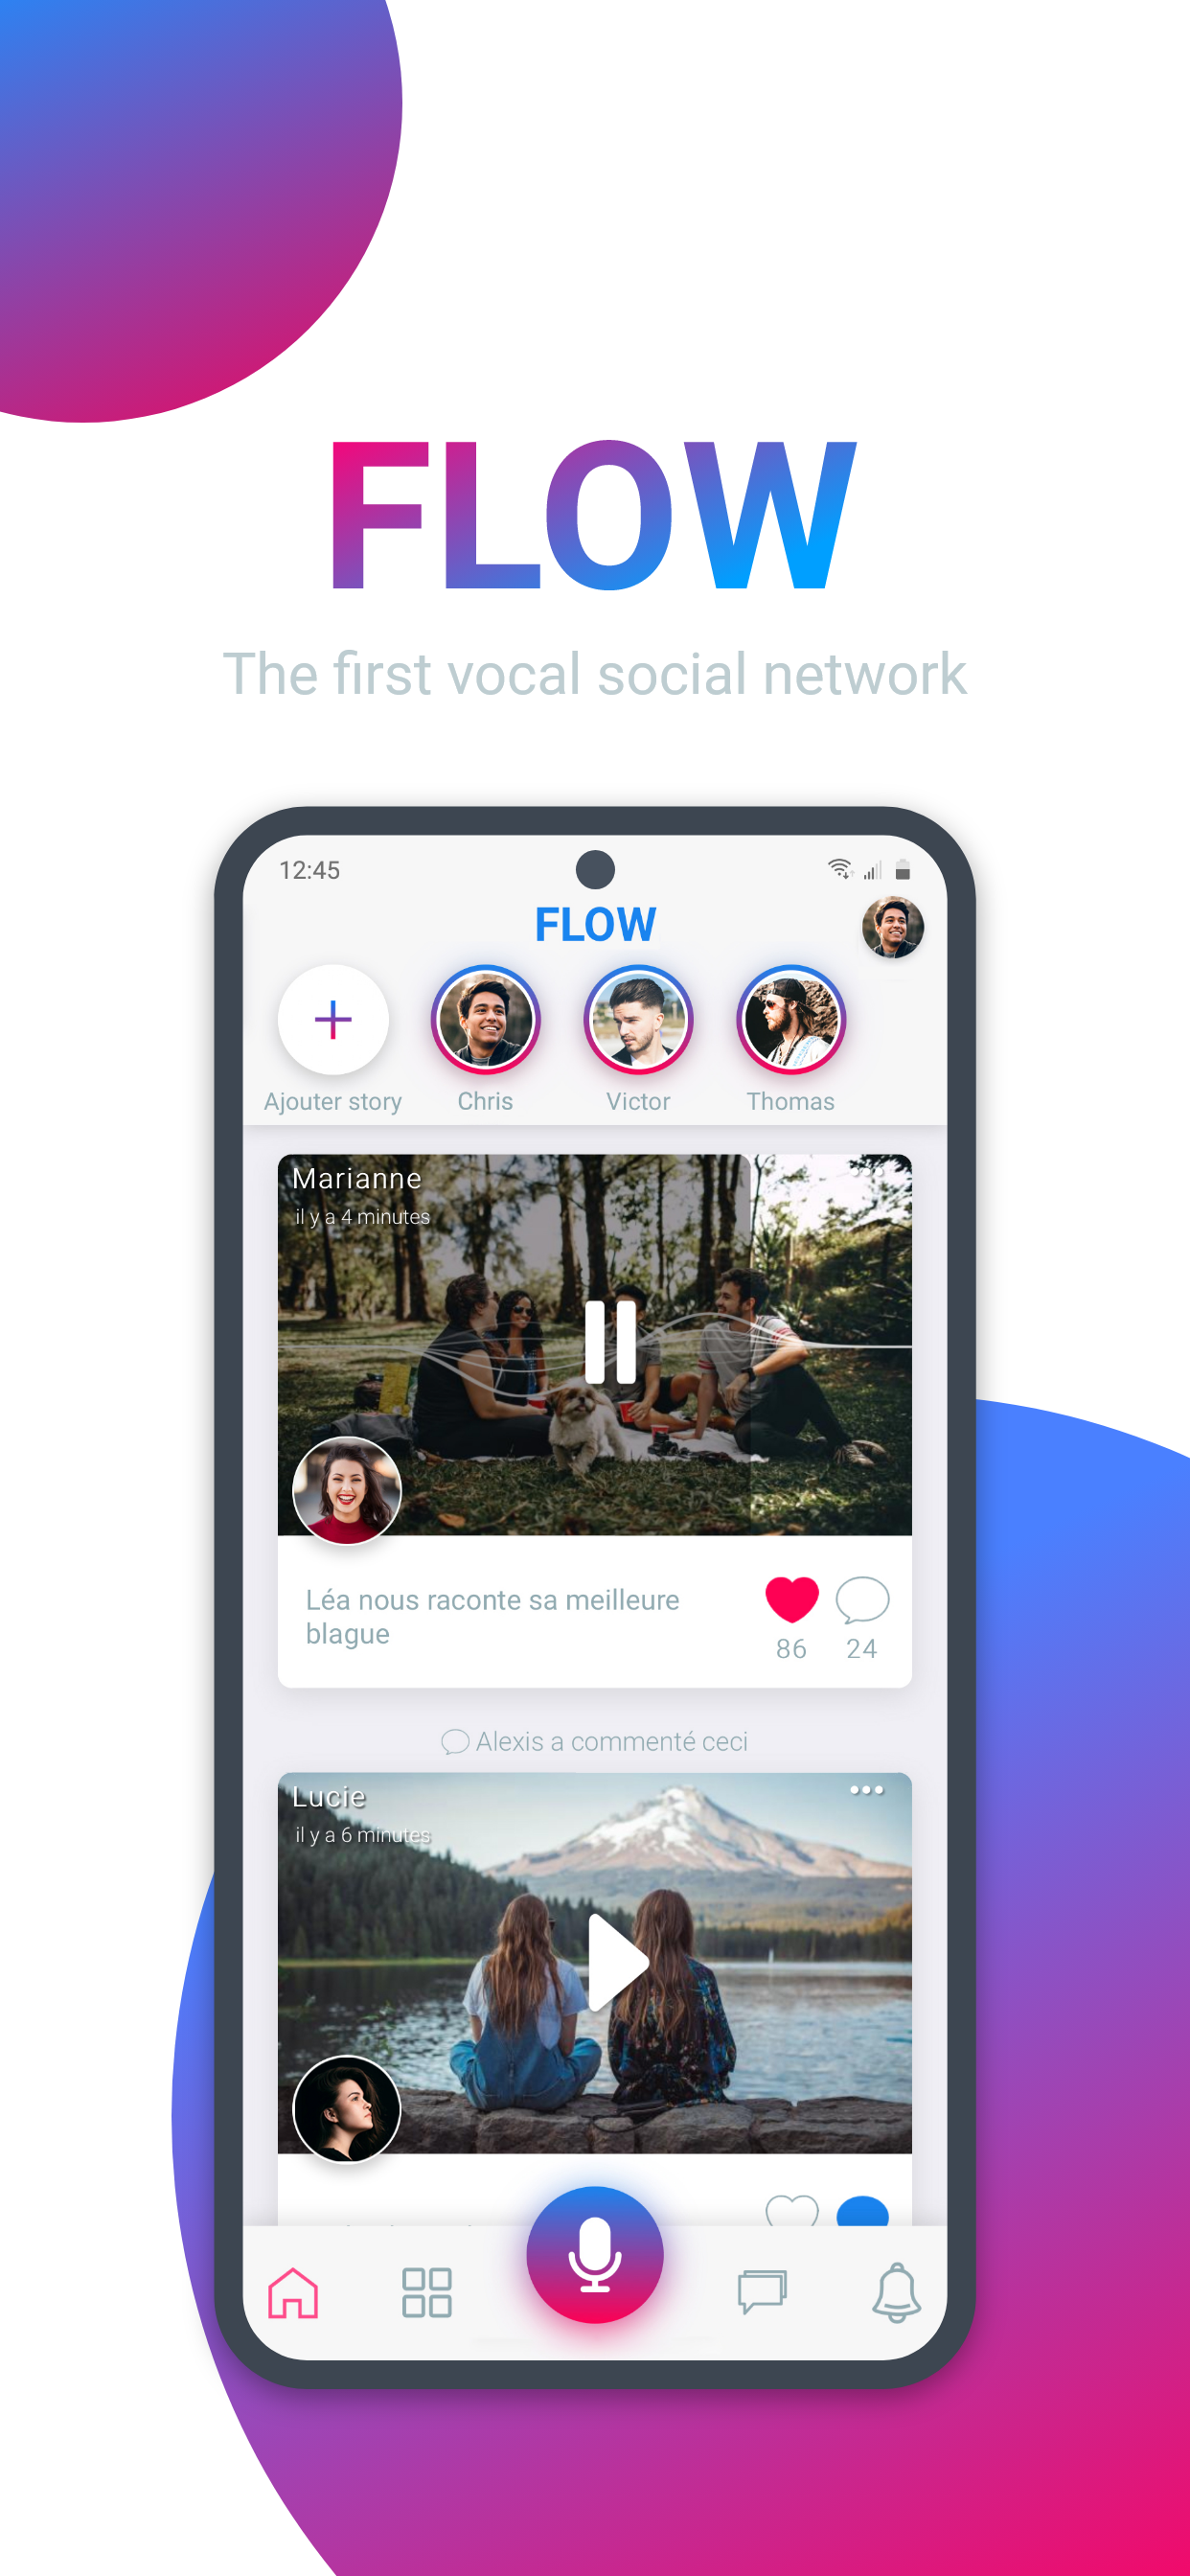 FLOW
The first vocal social network
12:45
FLOW
Ajouter story
Chris
Victor
Thomas
Marianne
il y a 4 minutes
Léa nous raconte sa meilleure
blague
86
24
Alexis a commenté ceci
Lucie
il y a 6 minutes